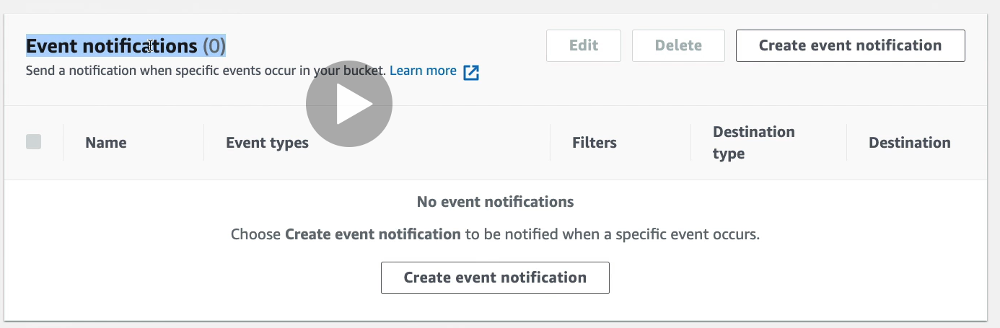 Event notifications (0)
Edit
Delete
Create event notification
Send a notification when specific events occur in your bucket. Learn more
Name
Event types
Filters
Destination
type
Destination
No event notifications
Choose Create event notification to be notified when a specific event occurs.
Create event notification